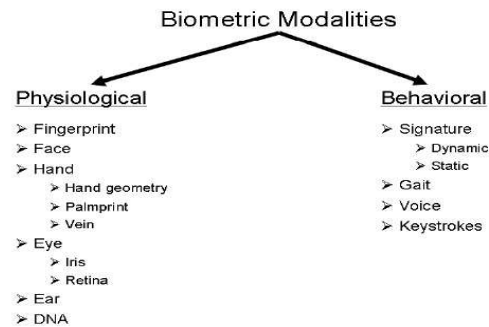 Biometric Modalities
Physiological
➢ Fingerprint
➢ Face
➢ Hand
➢ Hand geometry
➢ Palmprint
➢ Vein
➢ Eye
➢ Iris
➢ Retina
➢ Ear
➢ DNA
Behavioral
➢ Signature
➢ Dynamic
➢ Static
➢ Gait
➢ Voice
➢ Keystrokes